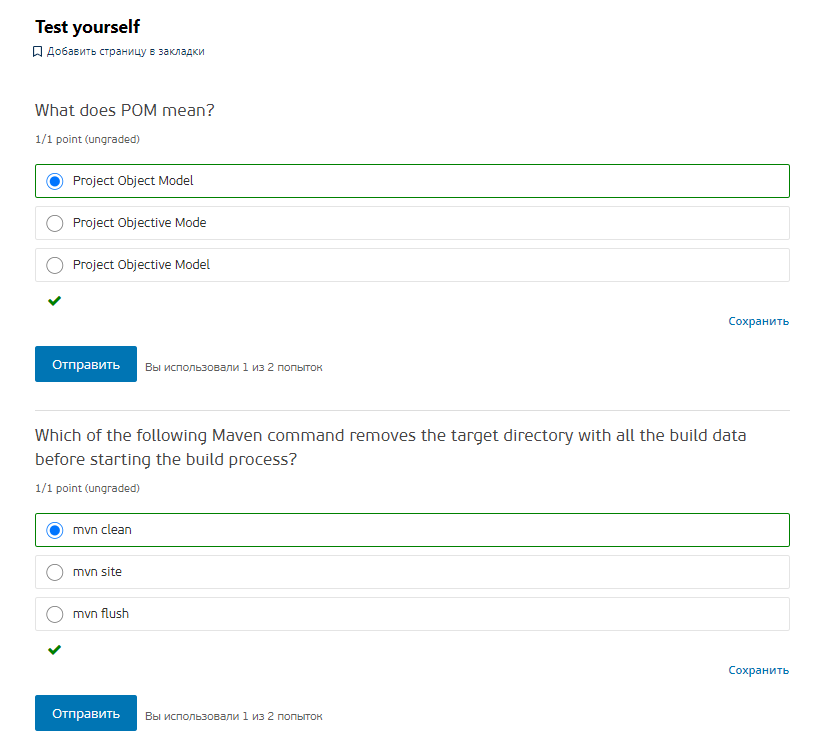 Test yourself
Добавить страницу в закладки
What does POM mean?
1/1 point (ungraded)
Project Object Model
Project Objective Mode
Project Objective Model
Сохранить
Отправить
Вы использовали 1 из 2 попыток
Which of the following Maven command removes the target directory with all the build data
before starting the build process?
1/1 point (ungraded)
mvn clean
mvn site
mvn flush
Сохранить
Отправить
Вы использовали 1 из 2 попыток